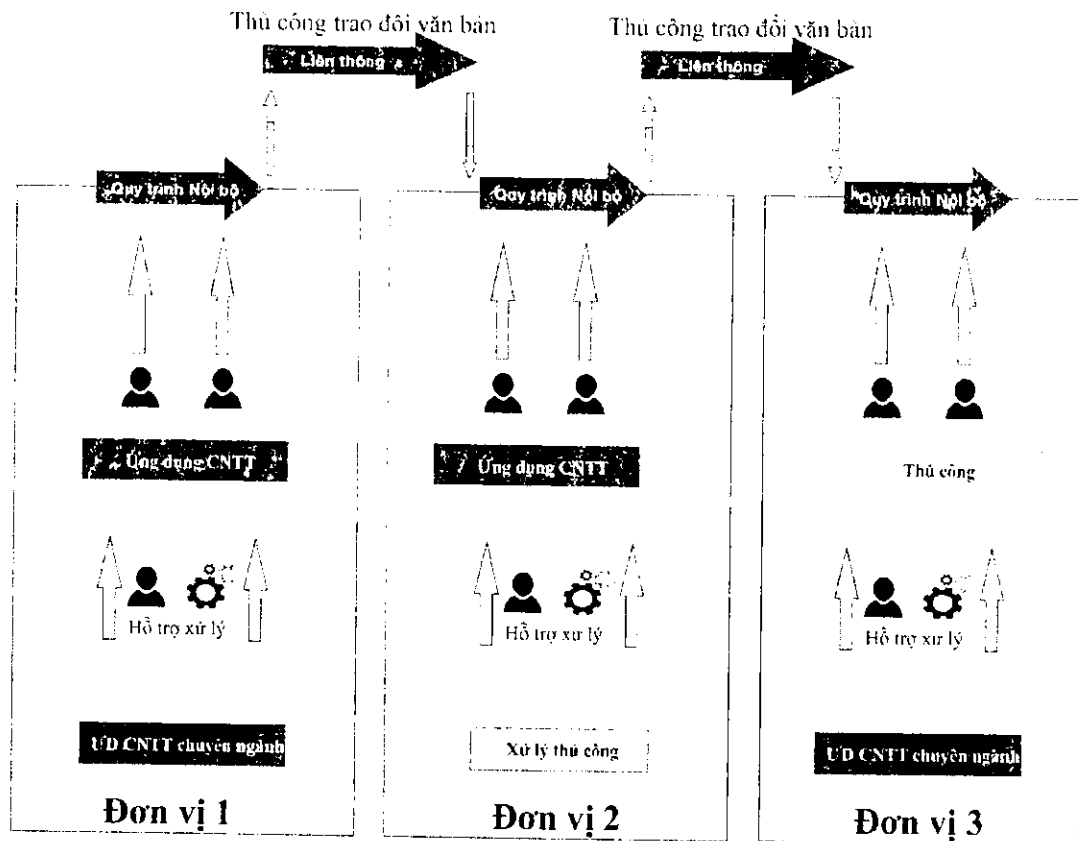 Thủ công trao đổi văn bản
Thủ công trao đổi văn bản
Liên thông
Liên thông
Quy trình Nội bộ
Quy trình Nội bộ
Quy trình Nội bộ
Ứng dụng CNTT
Ứng dụng CNTT
Thủ công
Hỗ trợ xử lý
Hỗ trợ xử lý
Hỗ trợ xử lý
UD CNTT chuyên ngành
Xử lý thủ công
UD CNTT chuyên ngành
Đơn vị 1
Đơn vị 2
Đơn vị 3